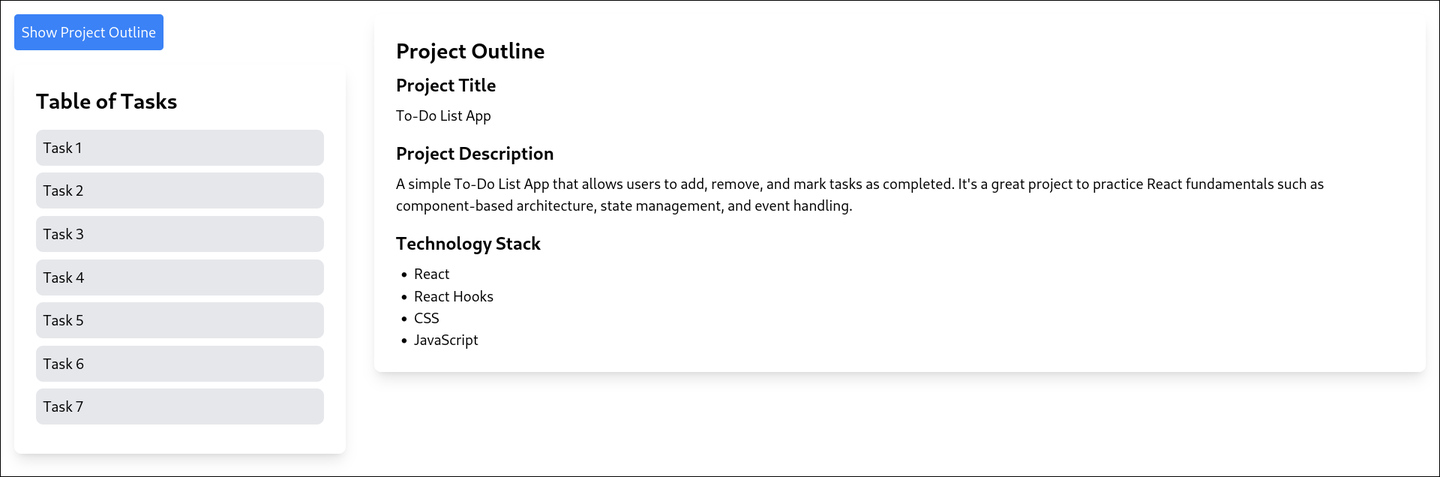 Show Project Outline
Table of Tasks
Task 1
Task 2
Task 3
Task 4
Task 5
Task 6
Task 7
Project Outline
Project Title
To-Do List App
Project Description
A simple To-Do List App that allows users to add, remove, and mark tasks as completed. It's a great project to practice React fundamentals such as
component-based architecture, state management, and event handling.
Technology Stack
• React
• React Hooks
• CSS
• JavaScript